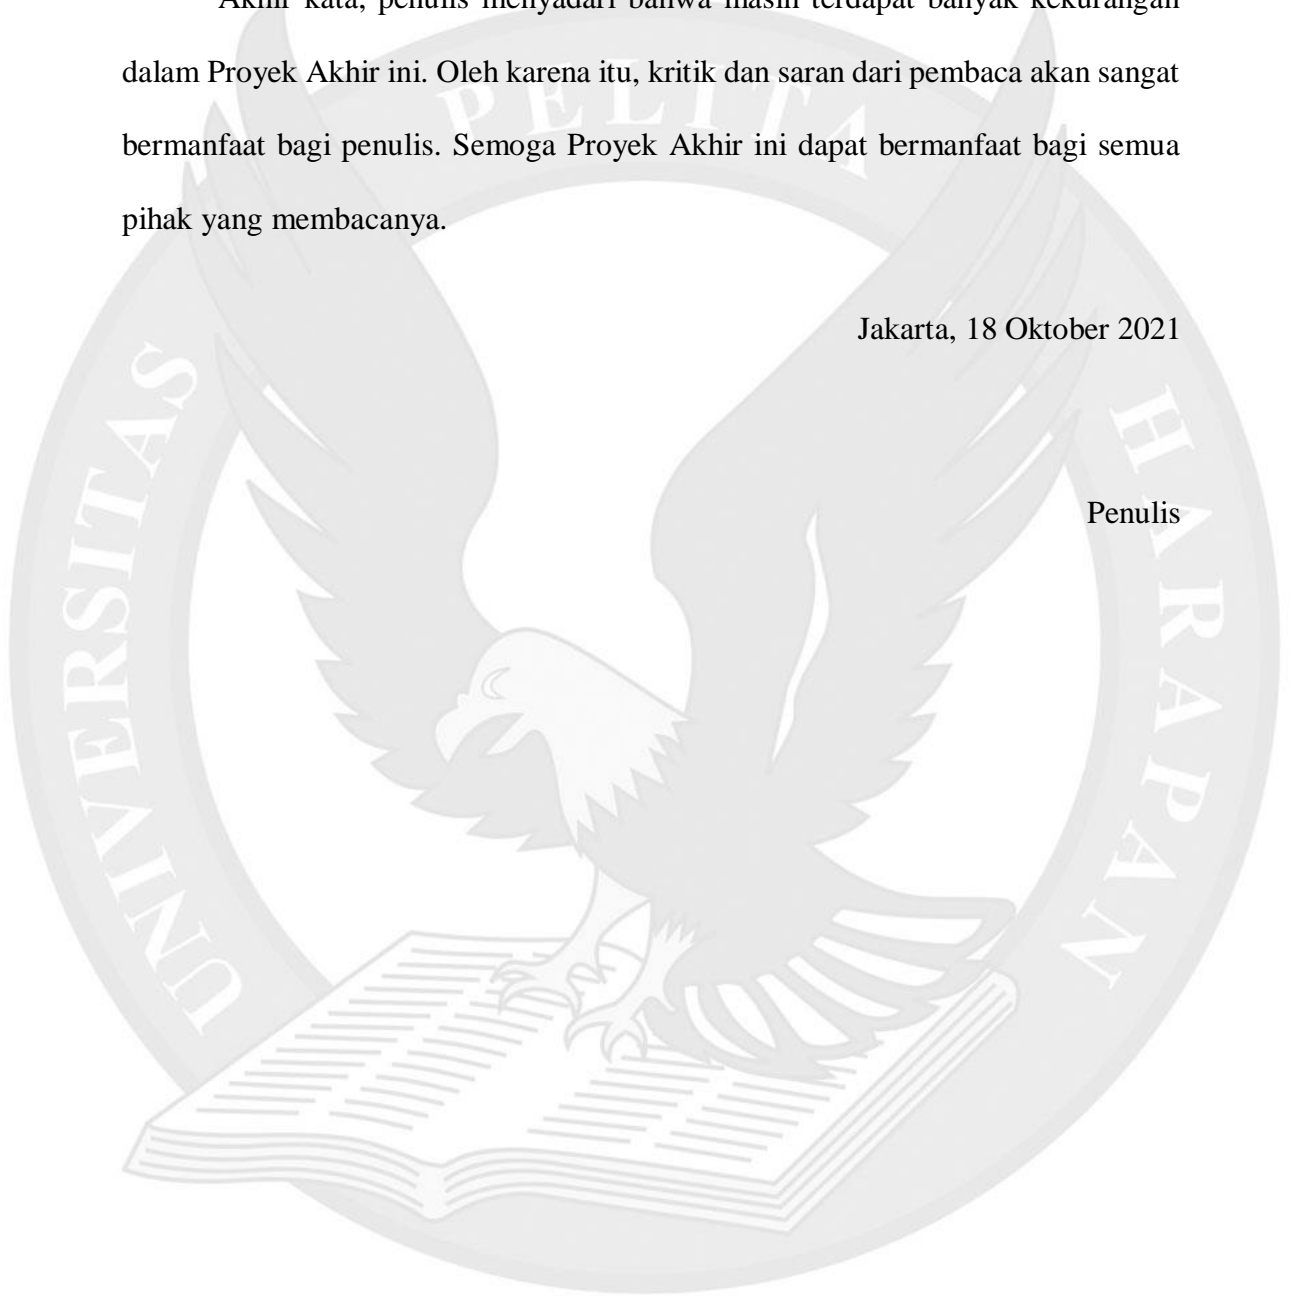 Akhir kata, penulis menyadari bahwa masih terdapat banyak kekurangan
dalam Proyek Akhir ini. Oleh karena itu, kritik dan saran dari pembaca akan sangat
bermanfaat bagi penulis. Semoga Proyek Akhir ini dapat bermanfaat bagi semua
pihak yang membacanya.
Jakarta, 18 Oktober 2021
Penulis
UNIVERSITAS
PELITA
HARAPAN